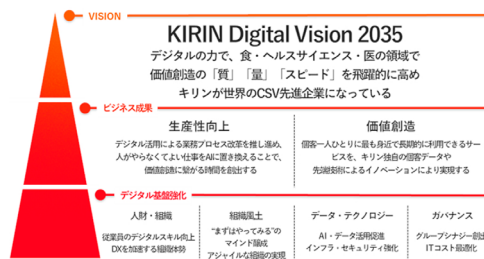 VISION
KIRIN Digital Vision 2035
デジタルの力で、食・ヘルスサイエンス・医の領域で
価値創造の「質」「量」「スピード」を飛躍的に高め
キリンが世界のCSV先進企業になっている
ビジネス成果
生産性向上
デジタル活用による業務プロセス改革を推し進め、
人がやらなくてよい仕事をAIに置き換えることで、
価値創造に繋がる時間を創出する
価値創造
個客一人ひとりに最も身近で長期的に利用できるサー
ビスを、キリン独自の個客データや
先端技術によるイノベーションにより実現する
デジタル基盤強化
人財・組織
従業員のデジタルスキル向上
DXを加速する組織体制
組織風土
“まずはやってみる”の
マインド醸成
アジャイルな組織の実現
データ・テクノロジー
AI・データ活用促進
インフラ・セキュリティ強化
ガバナンス
グループシナジー創出
ITコスト最適化